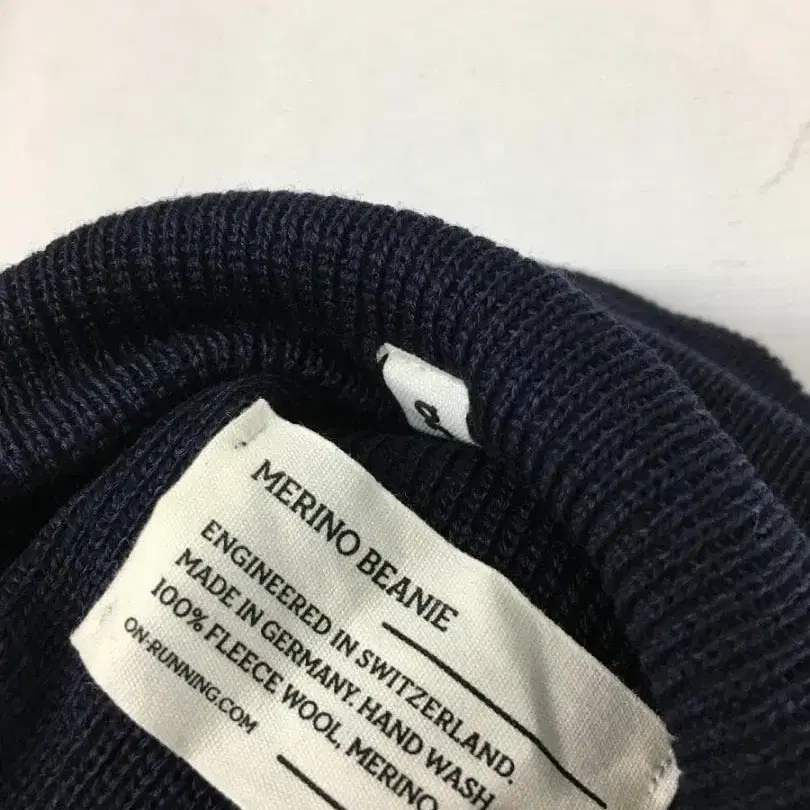 MERINO BEANIE
ENGINEERED IN SWITZERLAND.
MADE IN GERMANY. HAND WASH
100% FLEECE WOOL, MERINO
ON-RUNNING.COM